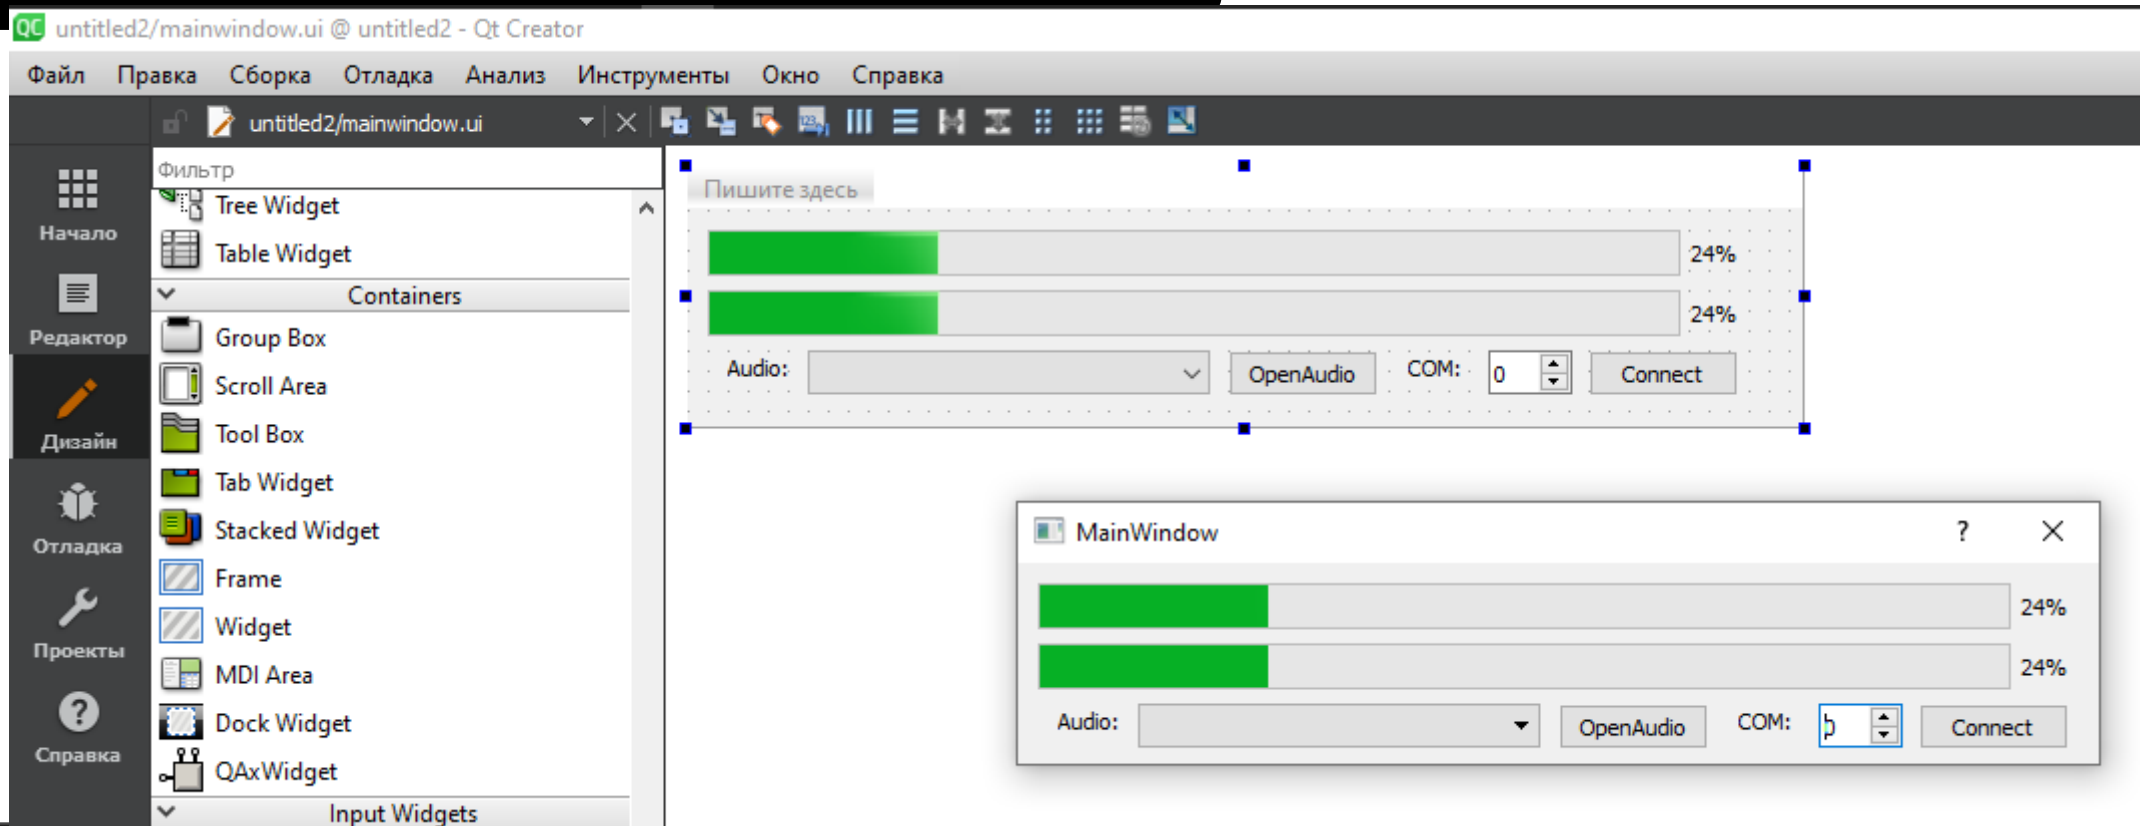 QC untitled2/mainwindow.ui @ untitled2 - Qt Creator
Файл Правка Сборка Отладка Анализ Инструменты Окно Справка
untitled2/mainwindow.ui
Фильтр
Начало
Редактор
Дизайн
Отладка
Проекты
Справка
Tree Widget
Table Widget
Containers
Group Box
Scroll Area
Tool Box
Tab Widget
Stacked Widget
Frame
Widget
MDI Area
Dock Widget
QAxWidget
Input Widgets
Пишите здесь
24%
24%
Audio: OpenAudio COM: 0 Connect
MainWindow ?
24%
24%
Audio: OpenAudio COM: 0 Connect